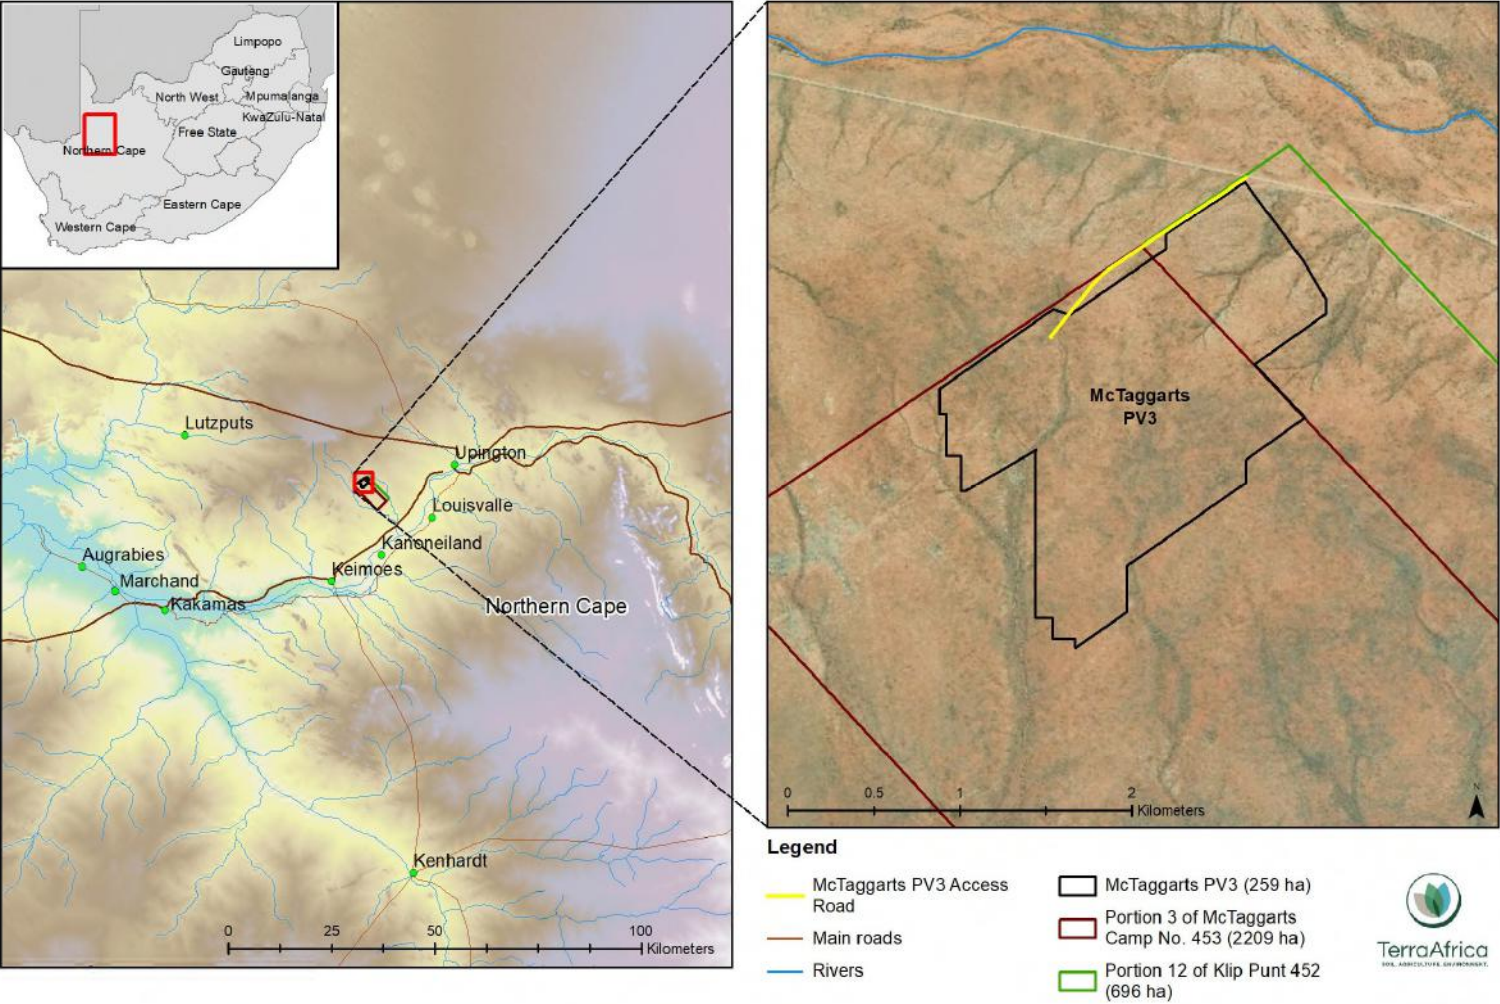 Limpopo
Gauteng
North West
Mpumalanga
KwaZulu-Natal
Free State
Northern Cape
Eastern Cape
Western Cape
Lutzputs
Upington
Louisvalle
Kanoneiland
Augrabies
Keimoes
Marchand
Kakamas
Northern Cape
Kenhardt
0 25 50 100
Kilometers
McTaggarts
PV3
0 0.5 1 2
Kilometers
N
Legend
McTaggarts PV3 Access
Road
Main roads
Rivers
McTaggarts PV3 (259 ha)
Portion 3 of McTaggarts
Camp No. 453 (2209 ha)
Portion 12 of Klip Punt 452
(696 ha)
TerraAfrica
SOIL. AGRICULTURE. ENVIRONMENT.